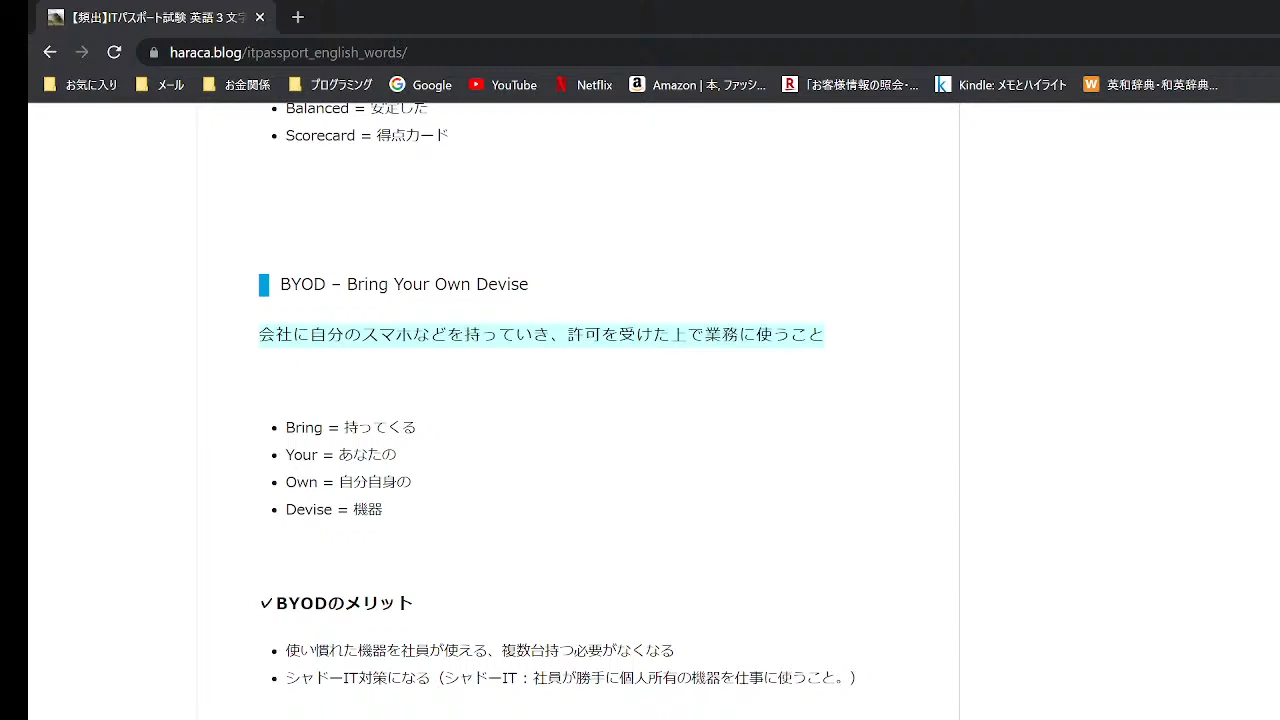 【頻出】ITパスポート試験 英語３文字
haraca.blog/itpassport_english_words/
お気に入り メール お金関係 プログラミング Google YouTube Netflix Amazon | 本, ファッシ... 「お客様情報の照会・... Kindle: メモとハイライト 英和辞典・和英辞典...
Balanced = 安定した
Scorecard = 得点カード
BYOD – Bring Your Own Devise
会社に自分のスマホなどを持っていき、許可を受けた上で業務に使うこと
Bring = 持ってくる
Your = あなたの
Own = 自分自身の
Devise = 機器
✓BYODのメリット
使い慣れた機器を社員が使える、複数台持つ必要がなくなる
シャドーIT対策になる（シャドーIT：社員が勝手に個人所有の機器を仕事に使うこと。）